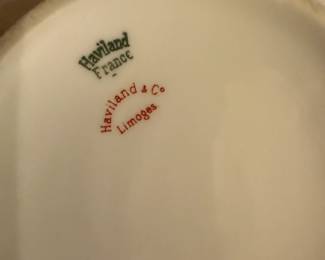 Haviland
France
Haviland & Co
Limoges